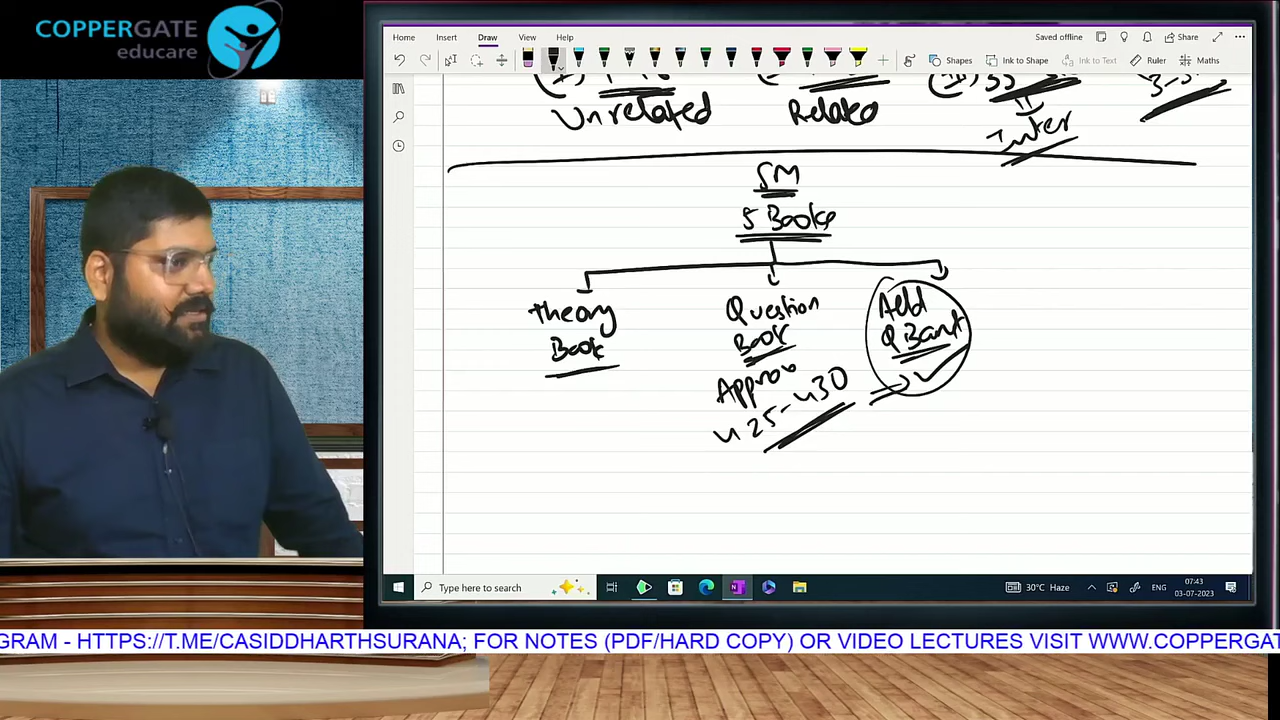 COPPERGATE
educare
Home Insert Draw View Help
Saved offline Share
Shapes Ink to Shape Ink to Text Ruler Maths
Unrelated Related
Inter
SM
5 Books
Theory
Book
Question
Book
Approx
425-430
Add
Q Bank
Type here to search
30°C Haze
ENG
07:43
03-07-2023
GRAM - HTTPS://T.ME/CASIDDHARTHSURANA; FOR NOTES (PDF/HARD COPY) OR VIDEO LECTURES VISIT WWW.COPPERGAT